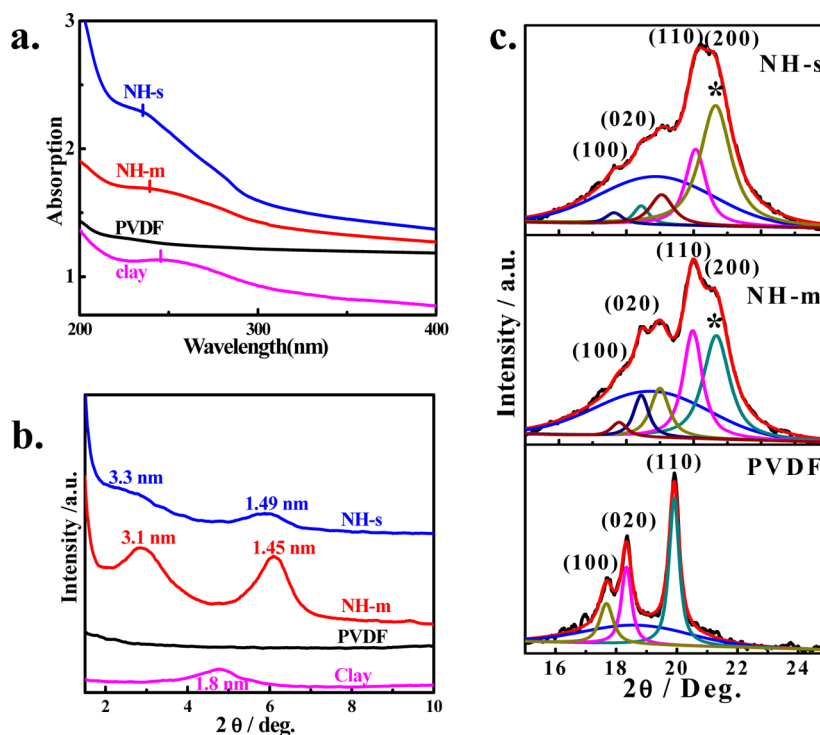 a.
3
2
1
Absorption
NH-s
NH-m
PVDF
clay
200
300
400
Wavelength(nm)
b.
Intensity /a.u.
3.3 nm
1.49 nm
NH-s
3.1 nm
1.45 nm
NH-m
PVDF
Clay
1.8 nm
2
4
6
8
10
2 θ / deg.
c.
(110)
(200)
NH-s
*
(020)
(100)
(110)
(200)
NH-m
*
(020)
(100)
Intensity / a.u.
PVDF
(110)
(020)
(100)
16
18
20
22
24
2θ / Deg.